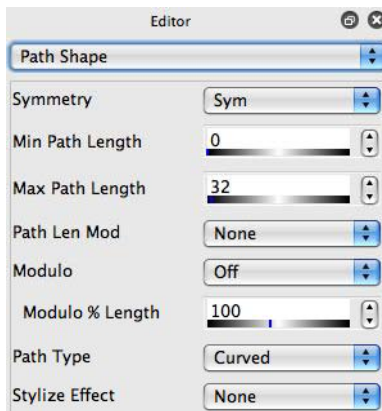 Editor
Path Shape
Symmetry Sym
Min Path Length 0
Max Path Length 32
Path Len Mod None
Modulo Off
Modulo % Length 100
Path Type Curved
Stylize Effect None